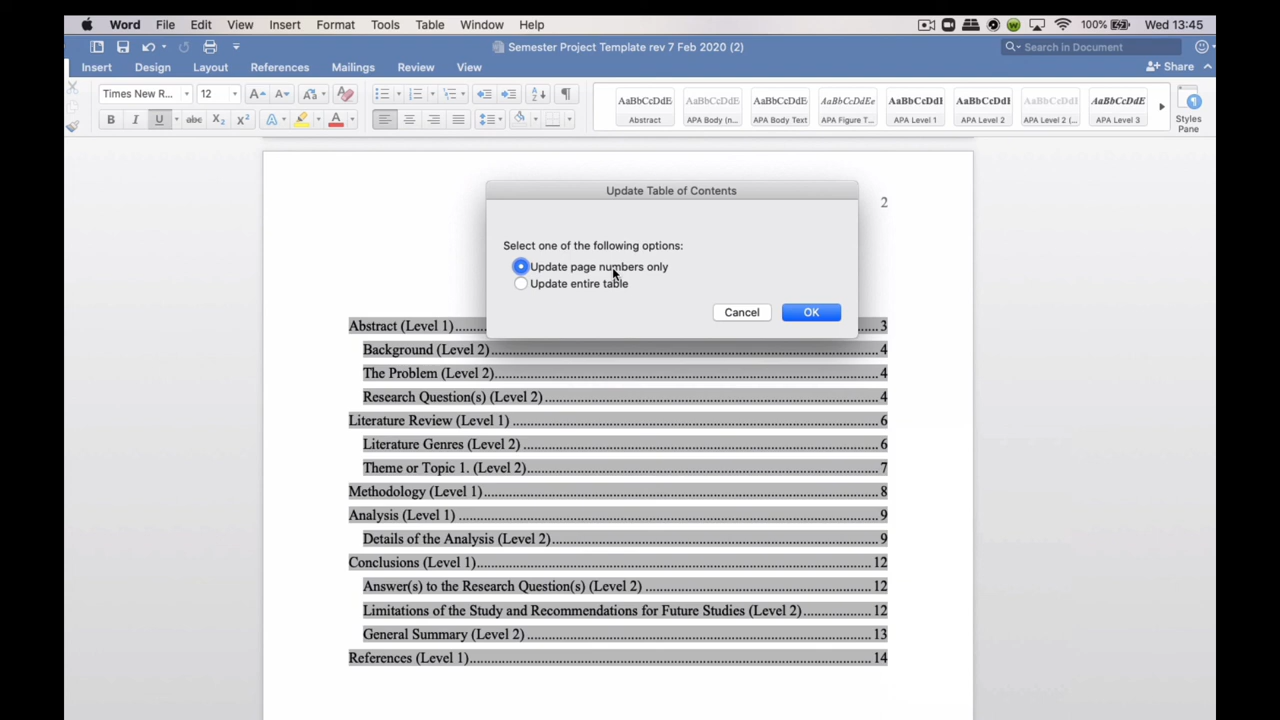 Word File Edit View Insert Format Tools Table Window Help 100% Wed 13:45
Semester Project Template rev 7 Feb 2020 (2) Search in Document
Insert Design Layout References Mailings Review View Share
Times New R... 12 AaBbCcDdE AaBbCcDdE AaBbCcDdE AaBbCcDdEe AaBbCcDd1 AaBbCcDd1 AaBbCcDd1 AaBbCcDdE
B I U abc X2 X2 A A Abstract APA Body (n... APA Body Text APA Figure T... APA Level 1 APA Level 2 APA Level 2 (... APA Level 3 Styles Pane
Update Table of Contents
2
Select one of the following options:
Update page numbers only
Update entire table
Cancel OK
Abstract (Level 1)........ .....3
Background (Level 2)..........4
The Problem (Level 2)..........4
Research Question(s) (Level 2)..........4
Literature Review (Level 1)..........6
Literature Genres (Level 2)..........6
Theme or Topic 1. (Level 2)..........7
Methodology (Level 1)..........8
Analysis (Level 1)..........9
Details of the Analysis (Level 2)..........9
Conclusions (Level 1)..........12
Answer(s) to the Research Question(s) (Level 2)..........12
Limitations of the Study and Recommendations for Future Studies (Level 2)..........12
General Summary (Level 2)..........13
References (Level 1)..........14